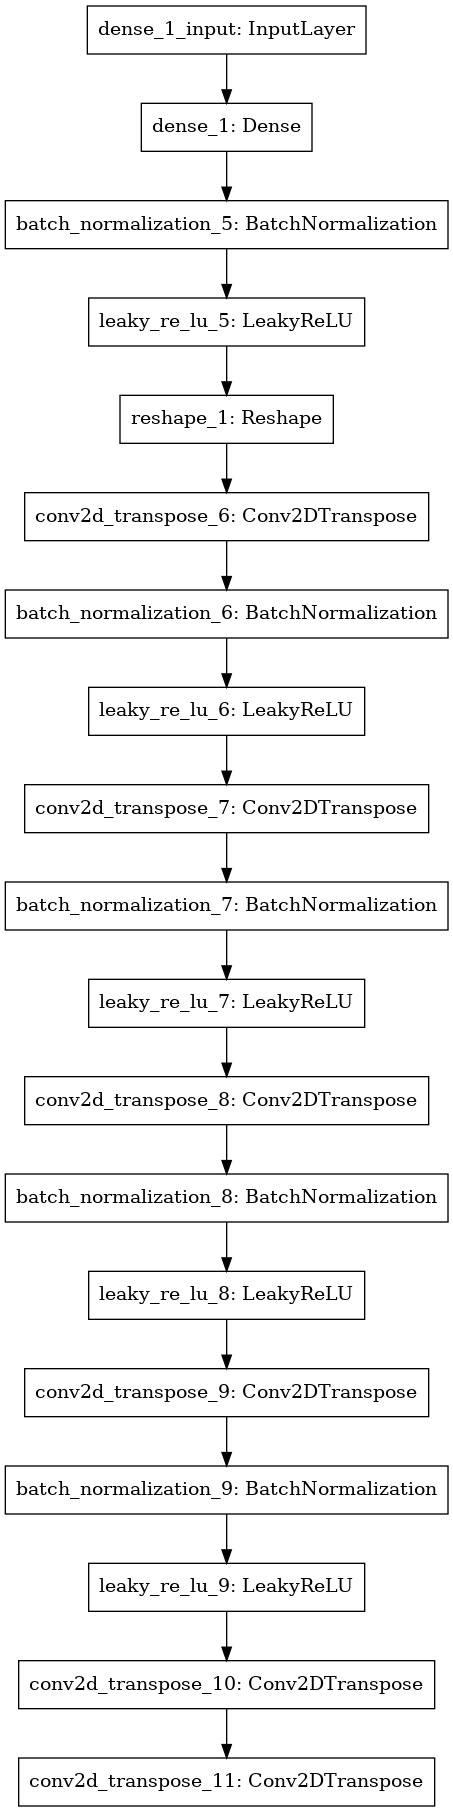 dense_1_input: InputLayer
dense_1: Dense
batch_normalization_5: BatchNormalization
leaky_re_lu_5: LeakyReLU
reshape_1: Reshape
conv2d_transpose_6: Conv2DTranspose
batch_normalization_6: BatchNormalization
leaky_re_lu_6: LeakyReLU
conv2d_transpose_7: Conv2DTranspose
batch_normalization_7: BatchNormalization
leaky_re_lu_7: LeakyReLU
conv2d_transpose_8: Conv2DTranspose
batch_normalization_8: BatchNormalization
leaky_re_lu_8: LeakyReLU
conv2d_transpose_9: Conv2DTranspose
batch_normalization_9: BatchNormalization
leaky_re_lu_9: LeakyReLU
conv2d_transpose_10: Conv2DTranspose
conv2d_transpose_11: Conv2DTranspose